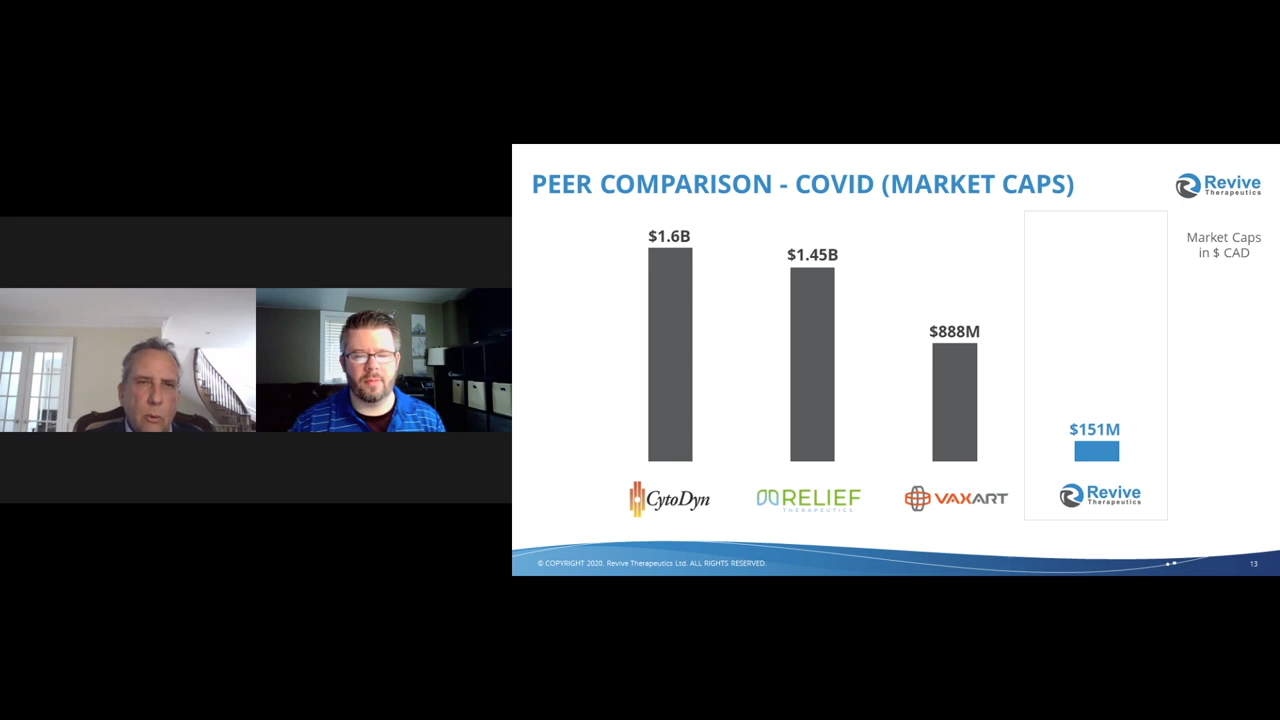 PEER COMPARISON - COVID (MARKET CAPS)
Revive
Therapeutics
Market Caps
in $ CAD
$1.6B
$1.45B
$888M
$151M
CytoDyn
RELIEF
THERAPEUTICS
VAXART
Revive
Therapeutics
© COPYRIGHT 2020. Revive Therapeutics Ltd. ALL RIGHTS RESERVED.
13